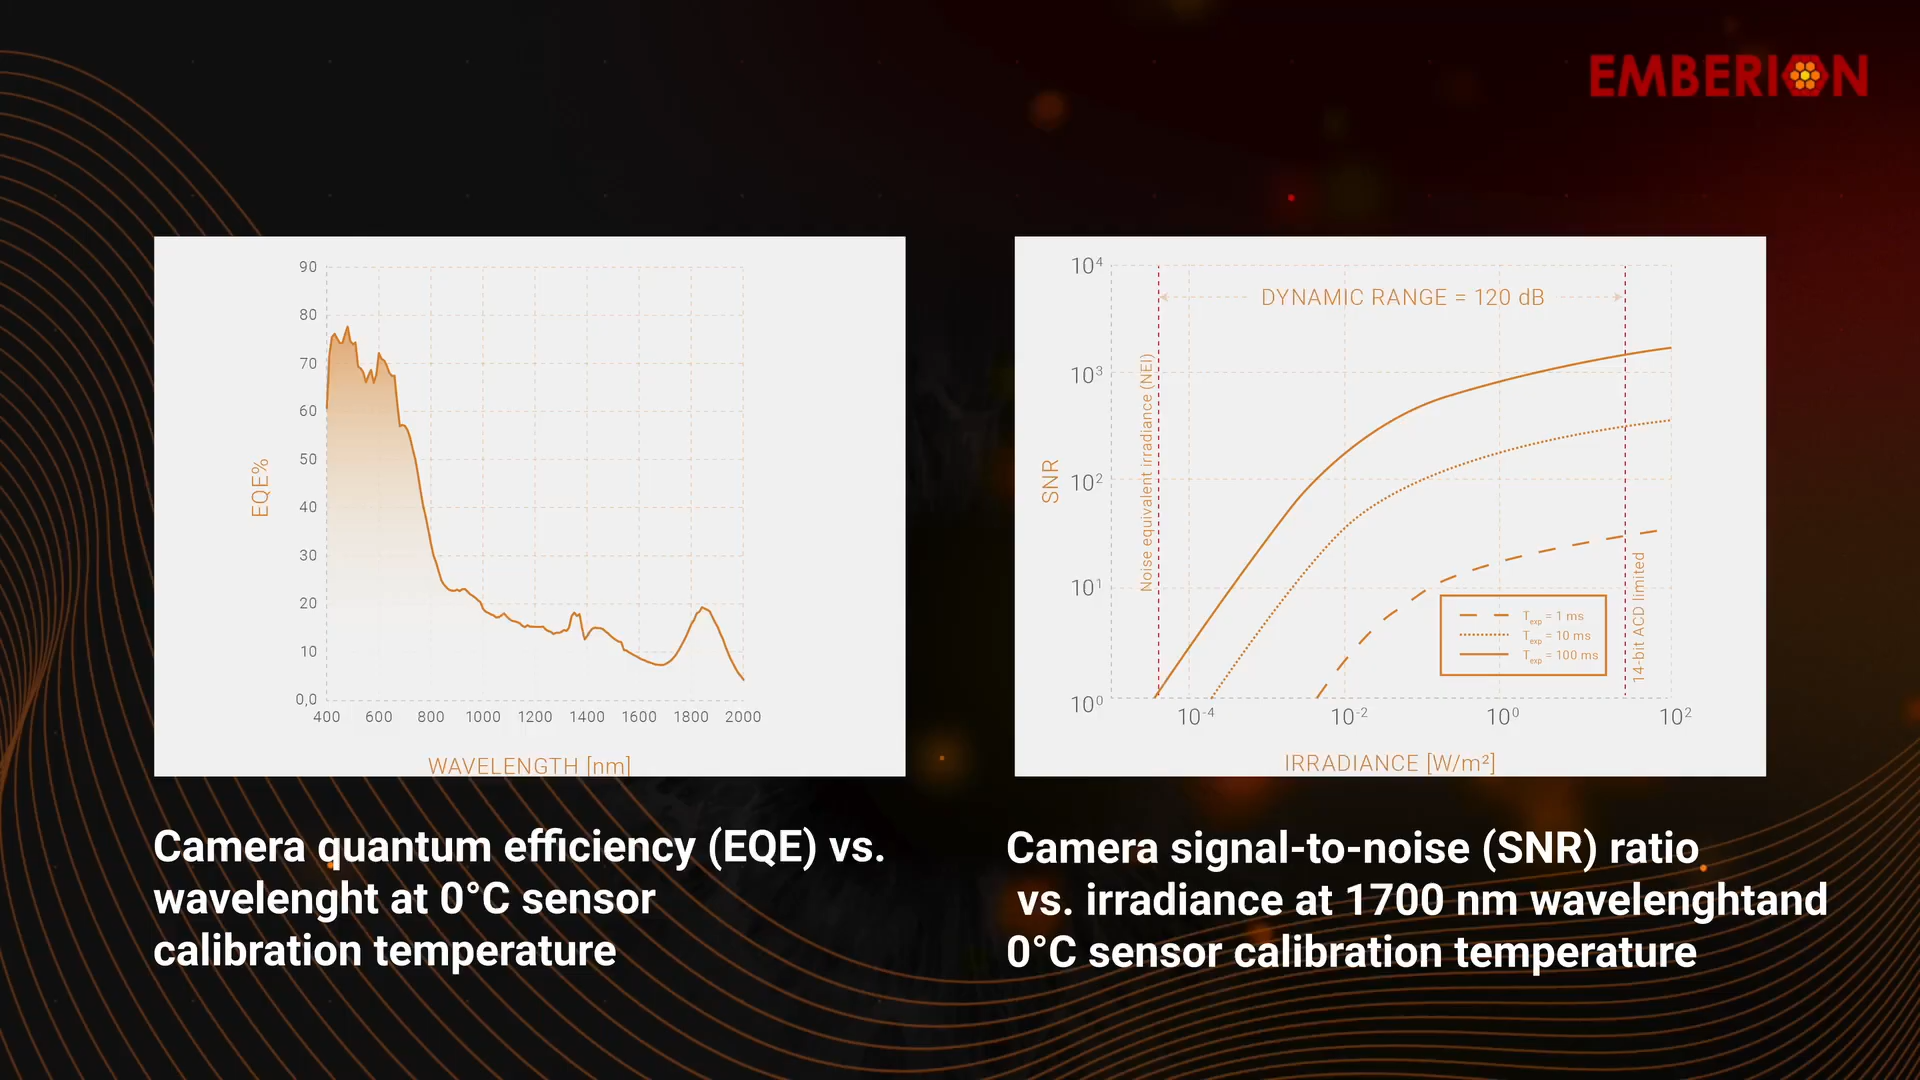 EMBERION
90
80
70
60
50
40
30
20
10
0,0
EQE%
400 600 800 1000 1200 1400 1600 1800 2000
WAVELENGTH [nm]
10⁴
10³
10²
10¹
10⁰
SNR
DYNAMIC RANGE = 120 dB
Noise equivalent irradiance (NEI)
14-bit ACD limited
Texp = 1 ms
Texp = 10 ms
Texp = 100 ms
10⁻⁴ 10⁻² 10⁰ 10²
IRRADIANCE [W/m²]
Camera quantum efficiency (EQE) vs.
wavelenght at 0°C sensor
calibration temperature
Camera signal-to-noise (SNR) ratio
vs. irradiance at 1700 nm wavelenghtand
0°C sensor calibration temperature